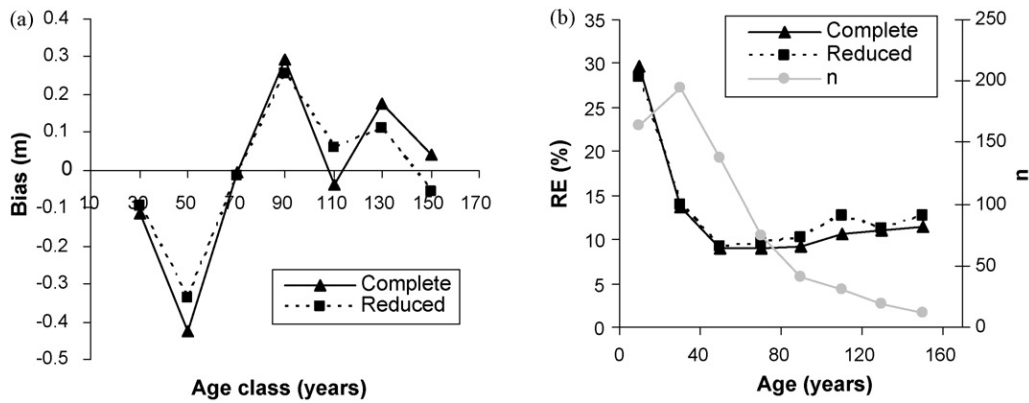 (a)
0.4
0.3
0.2
0.1
0
-0.1
-0.2
-0.3
-0.4
-0.5
Bias (m)
10 30 50 70 90 110 130 150 170
Complete
Reduced
Age class (years)
(b)
35
30
25
20
15
10
5
0
RE (%)
Complete
Reduced
n
250
200
150
100
50
0
n
0 40 80 120 160
Age (years)